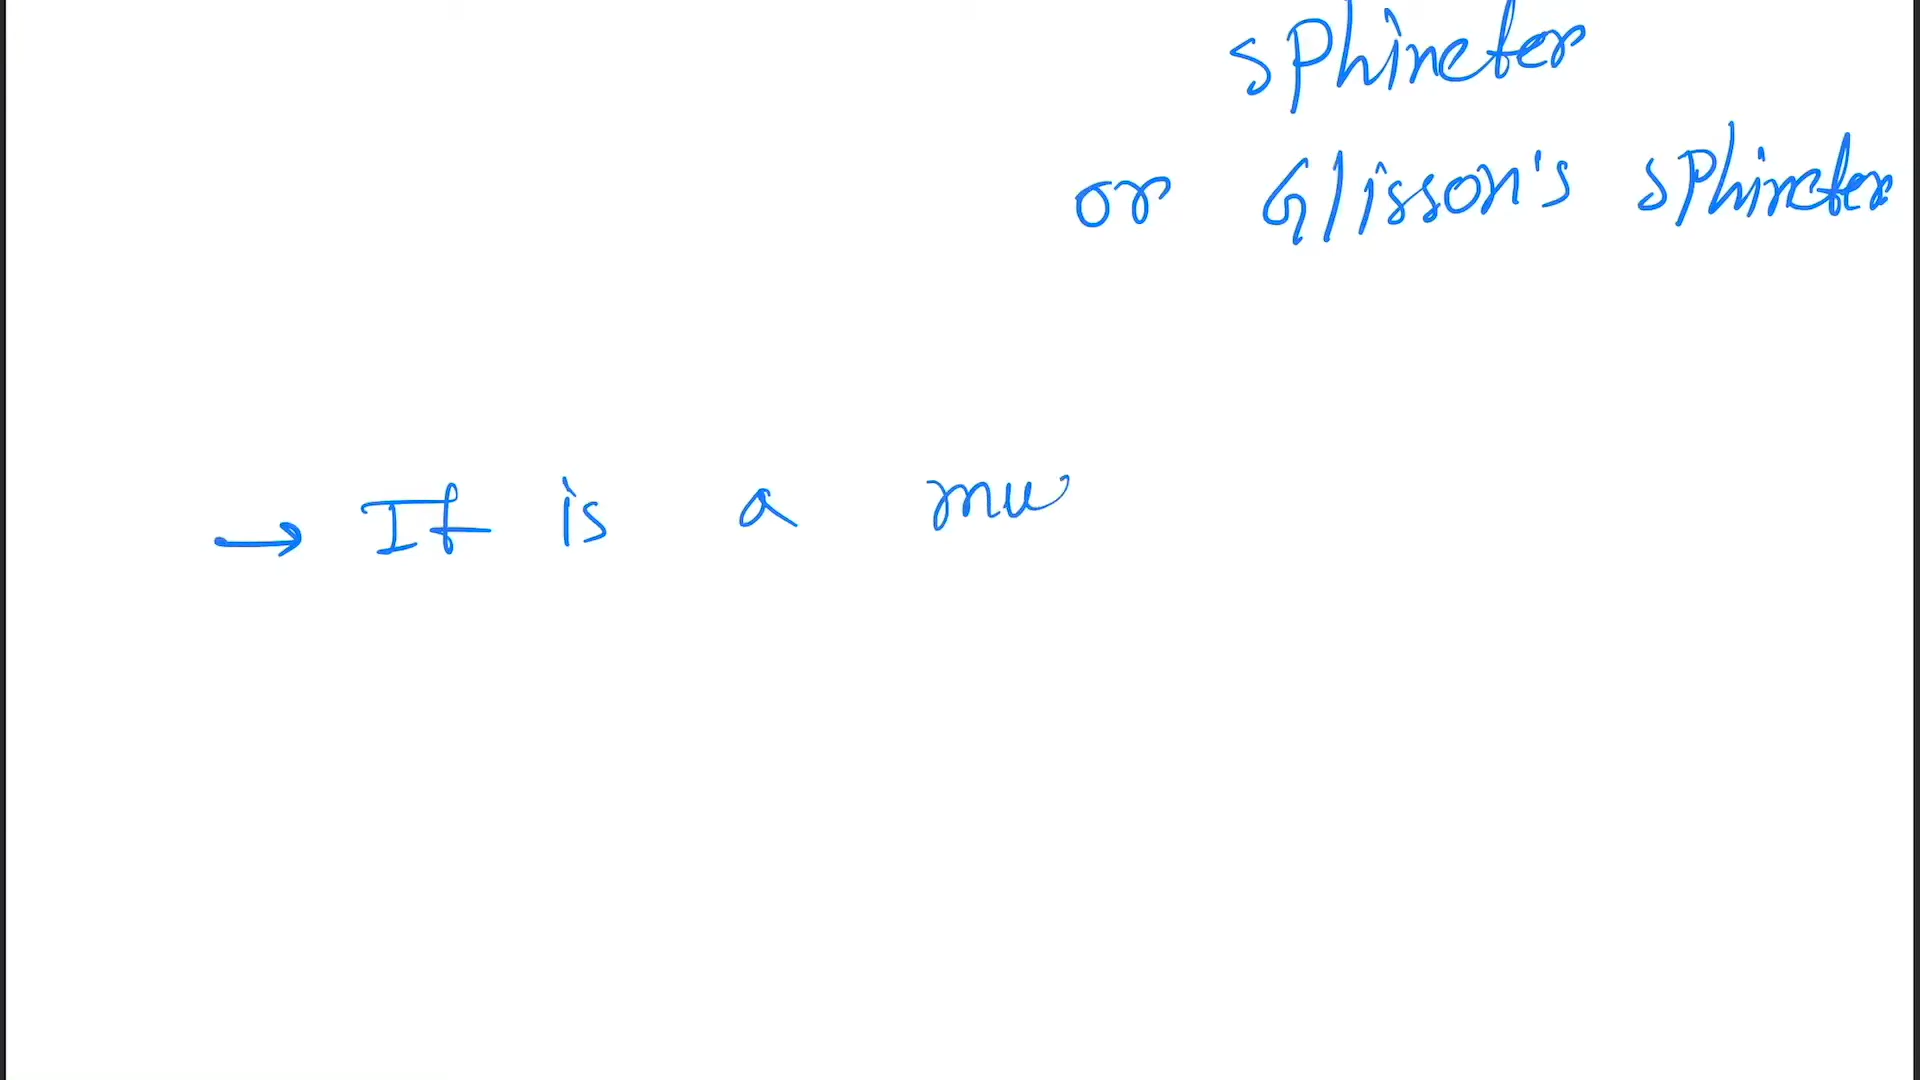 sphincter
or Glisson's sphincter
→ It is a mu